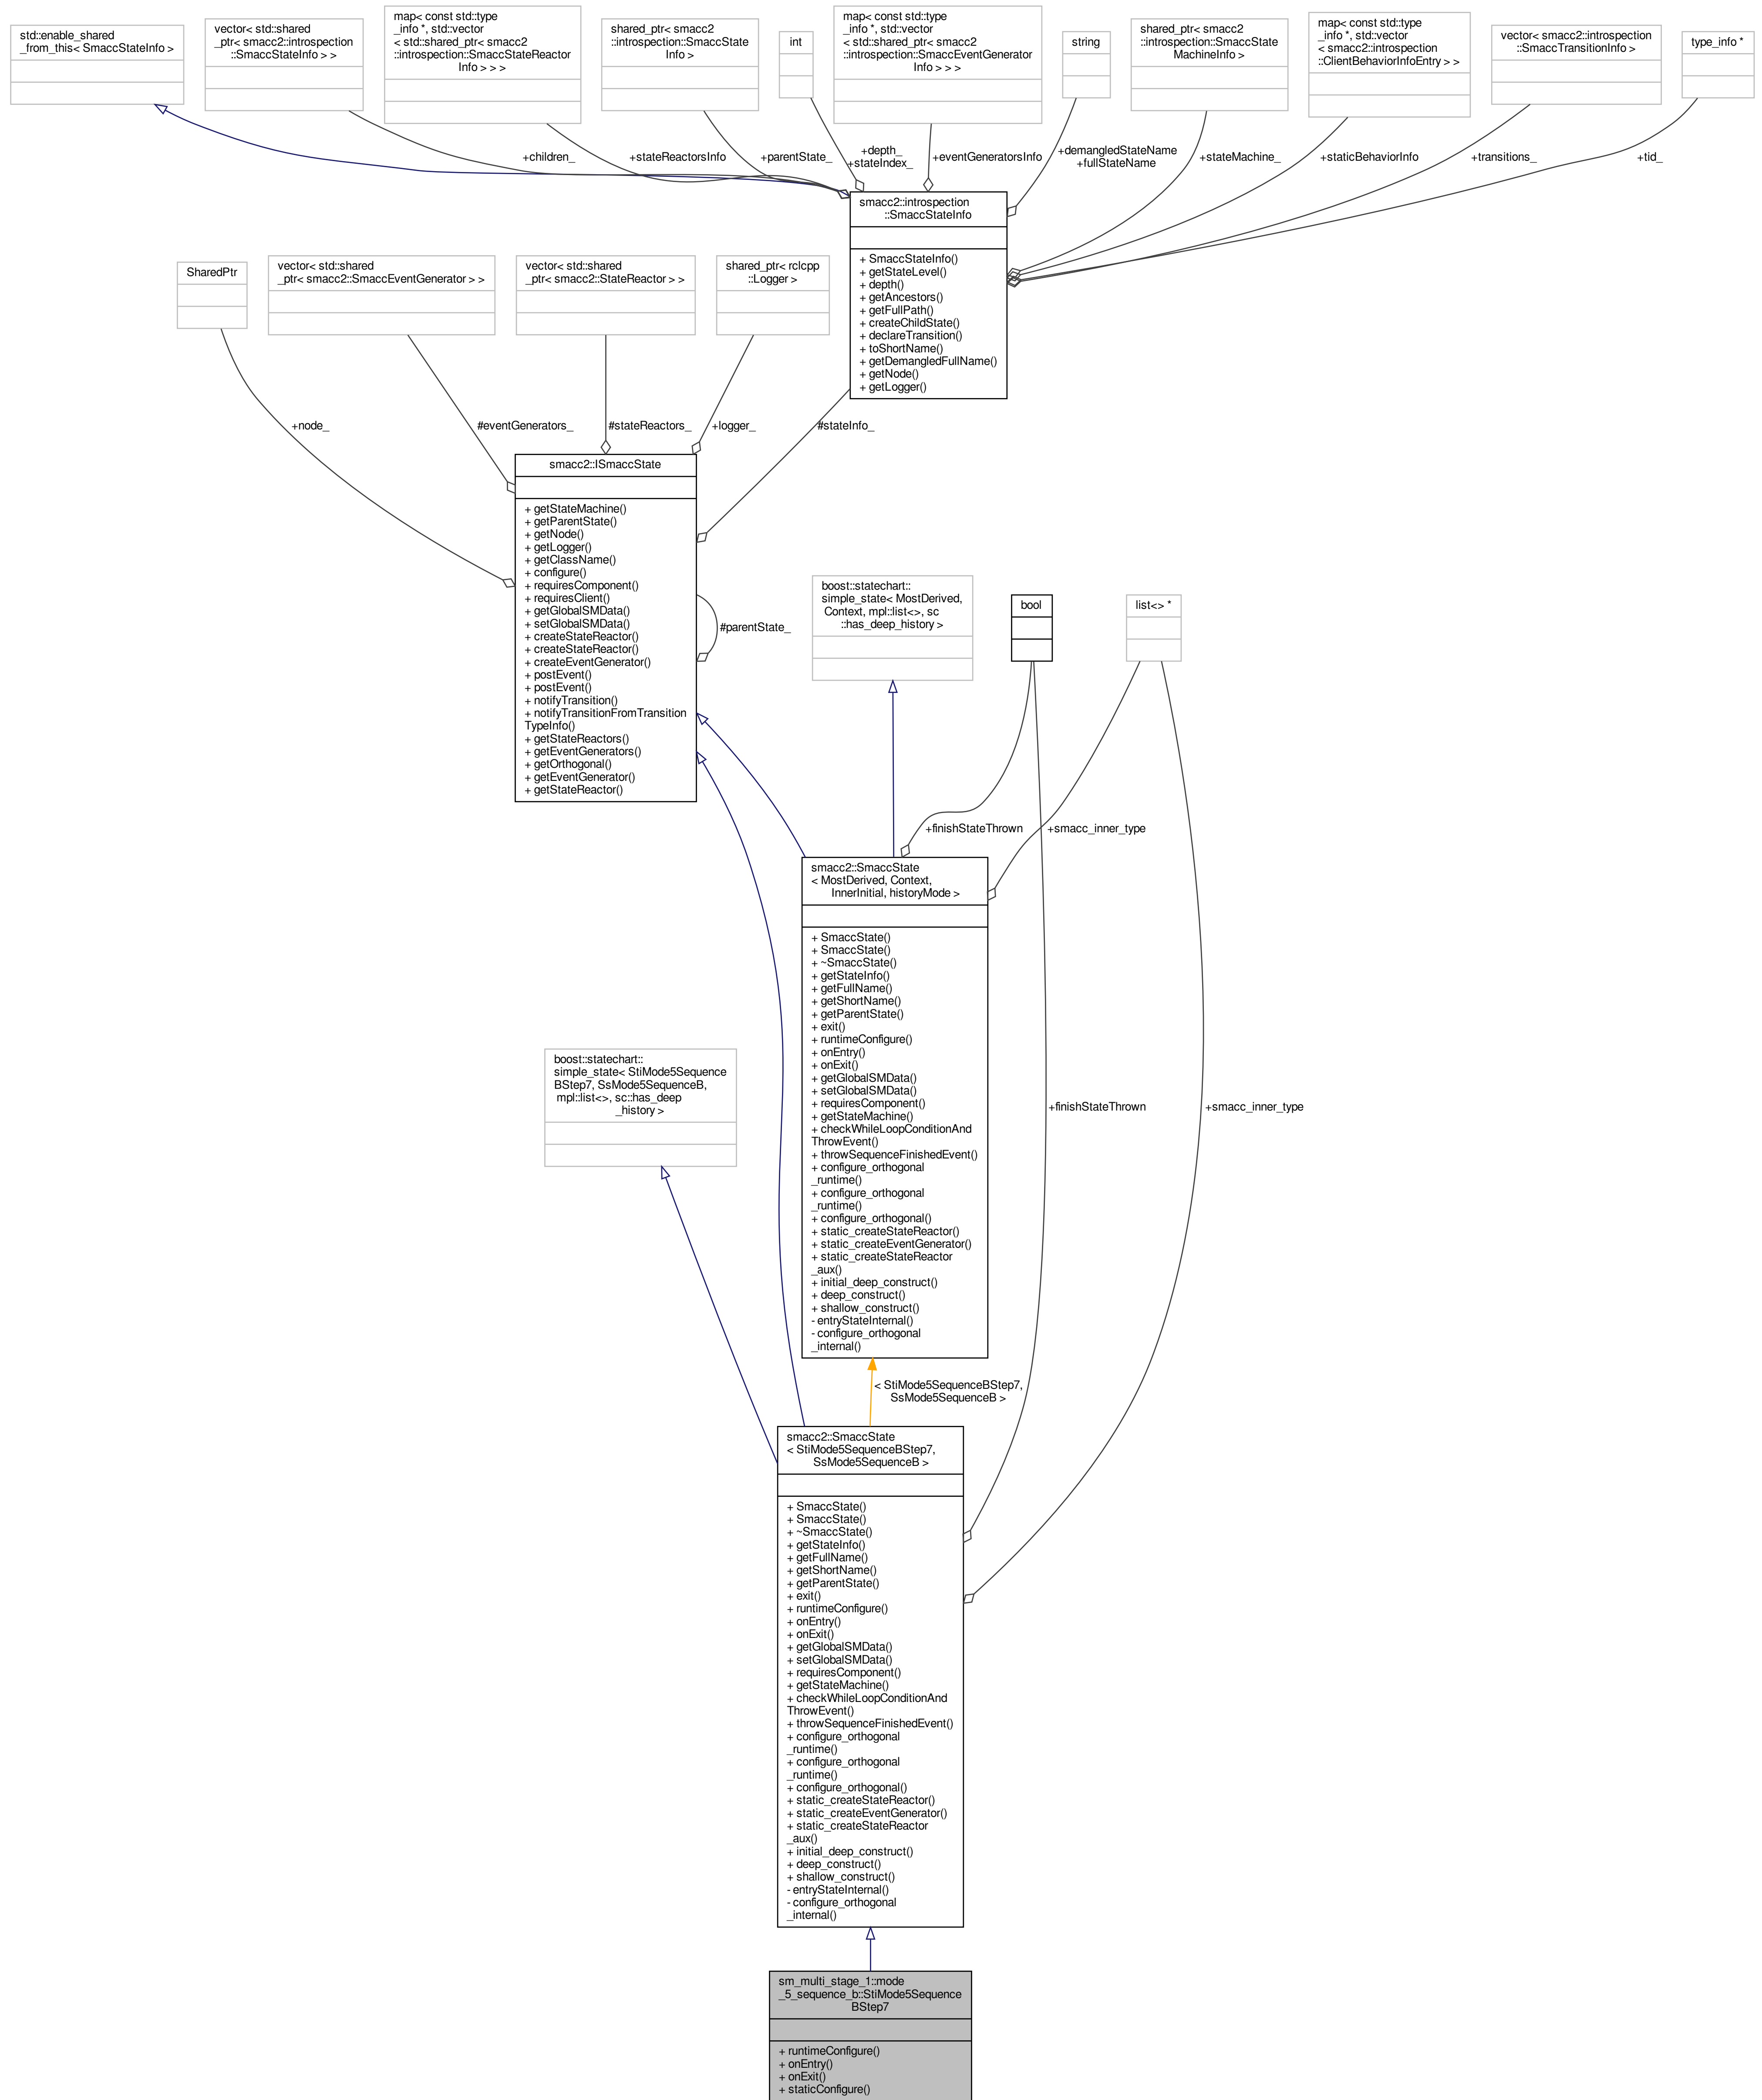 std::enable_shared
_from_this< SmaccStateInfo >
vector< std::shared
_ptr< smacc2::introspection
::SmaccStateInfo > >
map< const std::type
_info *, std::vector
< std::shared_ptr< smacc2
::introspection::SmaccStateReactor
Info > > >
shared_ptr< smacc2
::introspection::SmaccState
Info >
int
map< const std::type
_info *, std::vector
< std::shared_ptr< smacc2
::introspection::SmaccEventGenerator
Info > > >
string
shared_ptr< smacc2
::introspection::SmaccState
MachineInfo >
map< const std::type
_info *, std::vector
< smacc2::introspection
::ClientBehaviorInfoEntry > >
vector< smacc2::introspection
::SmaccTransitionInfo >
type_info *
+children_
+stateReactorsInfo
+parentState_
+depth_
+stateIndex_
+eventGeneratorsInfo
+demangledStateName
+fullStateName
+stateMachine_
+staticBehaviorInfo
+transitions_
+tid_
smacc2::introspection
::SmaccStateInfo
+ SmaccStateInfo()
+ getStateLevel()
+ depth()
+ getAncestors()
+ getFullPath()
+ createChildState()
+ declareTransition()
+ toShortName()
+ getDemangledFullName()
+ getNode()
+ getLogger()
SharedPtr
vector< std::shared
_ptr< smacc2::SmaccEventGenerator > >
vector< std::shared
_ptr< smacc2::StateReactor > >
shared_ptr< rclcpp
::Logger >
+node_
#eventGenerators_
#stateReactors_
+logger_
#stateInfo_
smacc2::ISmaccState
+ getStateMachine()
+ getParentState()
+ getNode()
+ getLogger()
+ getClassName()
+ configure()
+ requiresComponent()
+ requiresClient()
+ getGlobalSMData()
+ setGlobalSMData()
+ createStateReactor()
+ createStateReactor()
+ createEventGenerator()
+ postEvent()
+ postEvent()
+ notifyTransition()
+ notifyTransitionFromTransition
TypeInfo()
+ getStateReactors()
+ getEventGenerators()
+ getOrthogonal()
+ getEventGenerator()
+ getStateReactor()
#parentState_
boost::statechart::
simple_state< MostDerived,
Context, mpl::list<>, sc
::has_deep_history >
bool
list<> *
+finishStateThrown
+smacc_inner_type
smacc2::SmaccState
< MostDerived, Context,
InnerInitial, historyMode >
+ SmaccState()
+ SmaccState()
+ ~SmaccState()
+ getStateInfo()
+ getFullName()
+ getShortName()
+ getParentState()
+ exit()
+ runtimeConfigure()
+ onEntry()
+ onExit()
+ getGlobalSMData()
+ setGlobalSMData()
+ requiresComponent()
+ getStateMachine()
+ checkWhileLoopConditionAnd
ThrowEvent()
+ throwSequenceFinishedEvent()
+ configure_orthogonal
_runtime()
+ configure_orthogonal
_runtime()
+ configure_orthogonal()
+ static_createStateReactor()
+ static_createEventGenerator()
+ static_createStateReactor
_aux()
+ initial_deep_construct()
+ deep_construct()
+ shallow_construct()
- entryStateInternal()
- configure_orthogonal
_internal()
boost::statechart::
simple_state< StiMode5Sequence
BStep7, SsMode5SequenceB,
mpl::list<>, sc::has_deep
_history >
+finishStateThrown
+smacc_inner_type
< StiMode5SequenceBStep7,
SsMode5SequenceB >
smacc2::SmaccState
< StiMode5SequenceBStep7,
SsMode5SequenceB >
+ SmaccState()
+ SmaccState()
+ ~SmaccState()
+ getStateInfo()
+ getFullName()
+ getShortName()
+ getParentState()
+ exit()
+ runtimeConfigure()
+ onEntry()
+ onExit()
+ getGlobalSMData()
+ setGlobalSMData()
+ requiresComponent()
+ getStateMachine()
+ checkWhileLoopConditionAnd
ThrowEvent()
+ throwSequenceFinishedEvent()
+ configure_orthogonal
_runtime()
+ configure_orthogonal
_runtime()
+ configure_orthogonal()
+ static_createStateReactor()
+ static_createEventGenerator()
+ static_createStateReactor
_aux()
+ initial_deep_construct()
+ deep_construct()
+ shallow_construct()
- entryStateInternal()
- configure_orthogonal
_internal()
sm_multi_stage_1::mode
_5_sequence_b::StiMode5Sequence
BStep7
+ runtimeConfigure()
+ onEntry()
+ onExit()
+ staticConfigure()